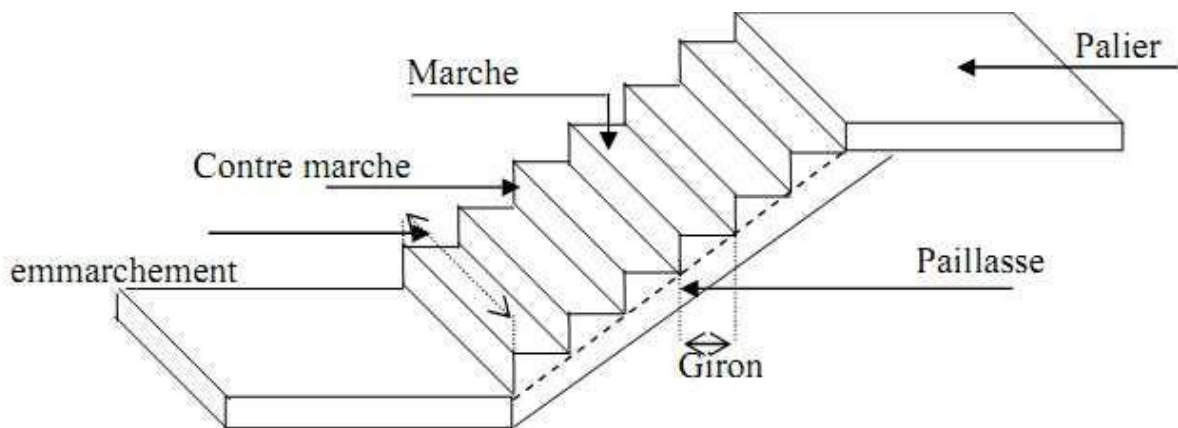 Palier
Marche
Contre marche
emmarchement
Paillasse
Giron